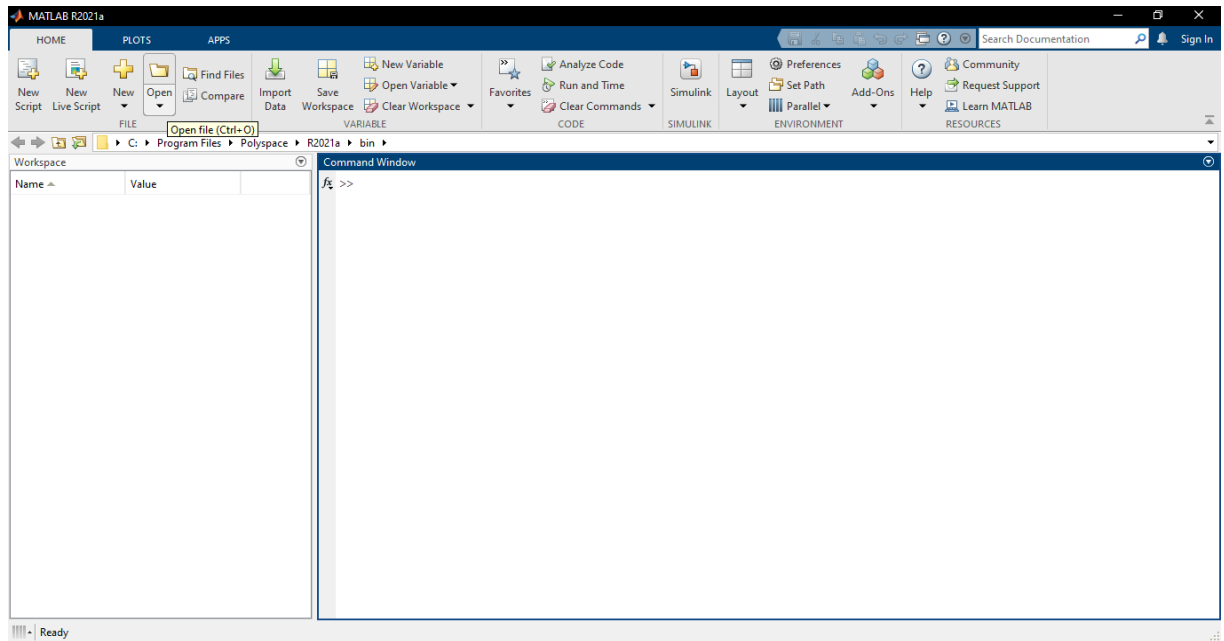 MATLAB R2021a
HOME PLOTS APPS
Search Documentation Sign In
New Script
New Live Script
New
Open
Find Files
Compare
Import Data
Save Workspace
New Variable
Open Variable
Clear Workspace
Favorites
Analyze Code
Run and Time
Clear Commands
Simulink
Layout
Preferences
Set Path
Parallel
Add-Ons
Help
Community
Request Support
Learn MATLAB
FILE VARIABLE CODE SIMULINK ENVIRONMENT RESOURCES
Open file (Ctrl+O)
C: Program Files Polyspace R2021a bin
Workspace
Name Value
Command Window
fx >>
Ready